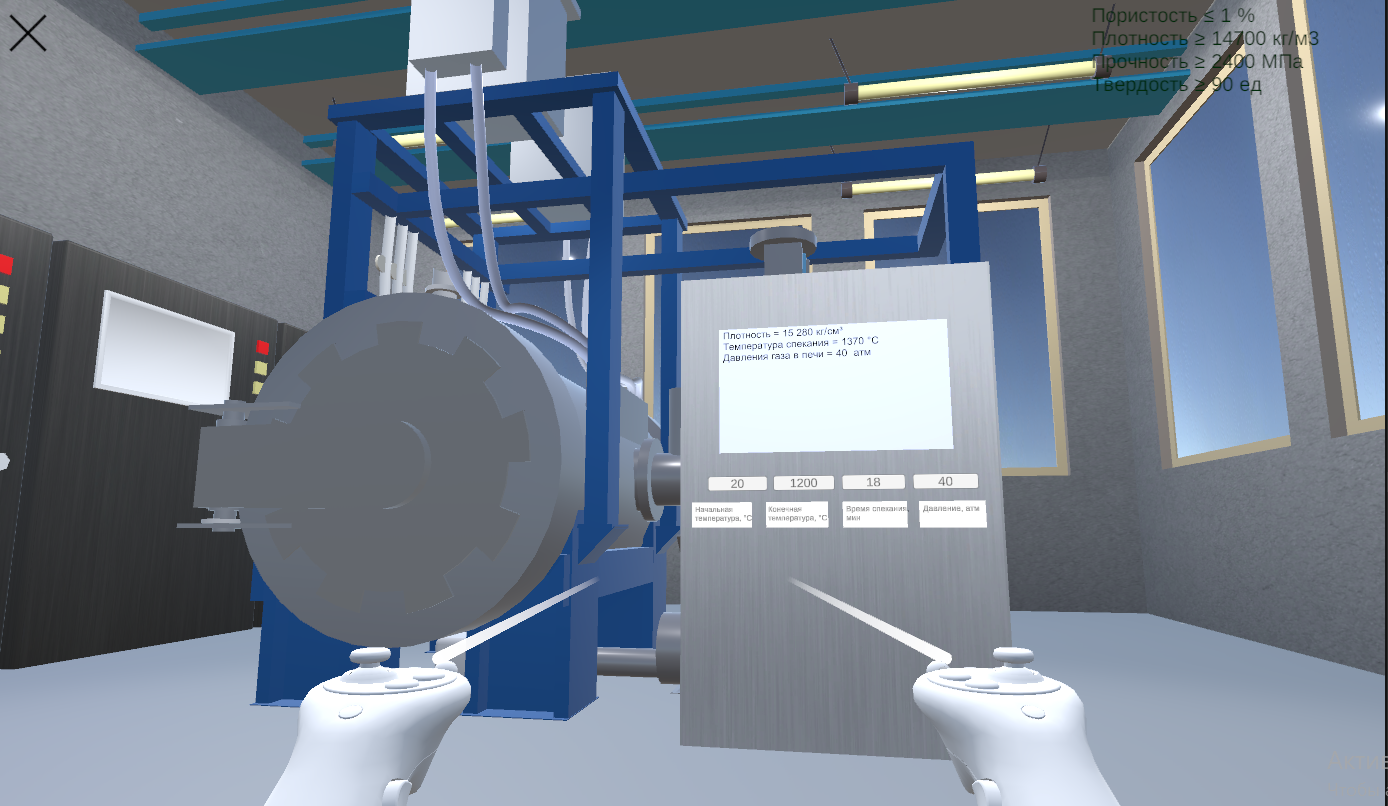 Пористость ≤ 1 %
Плотность ≥ 14700 кг/м3
Прочность ≥ 2400 МПа
Твердость ≥ 90 ед
Плотность = 15 280 кг/см³
Температура спекания = 1370 °C
Давления газа в печи = 40 атм
20 1200 18 40
Начальная температура, °C
Конечная температура, °C
Время спекания, мин
Давление, атм